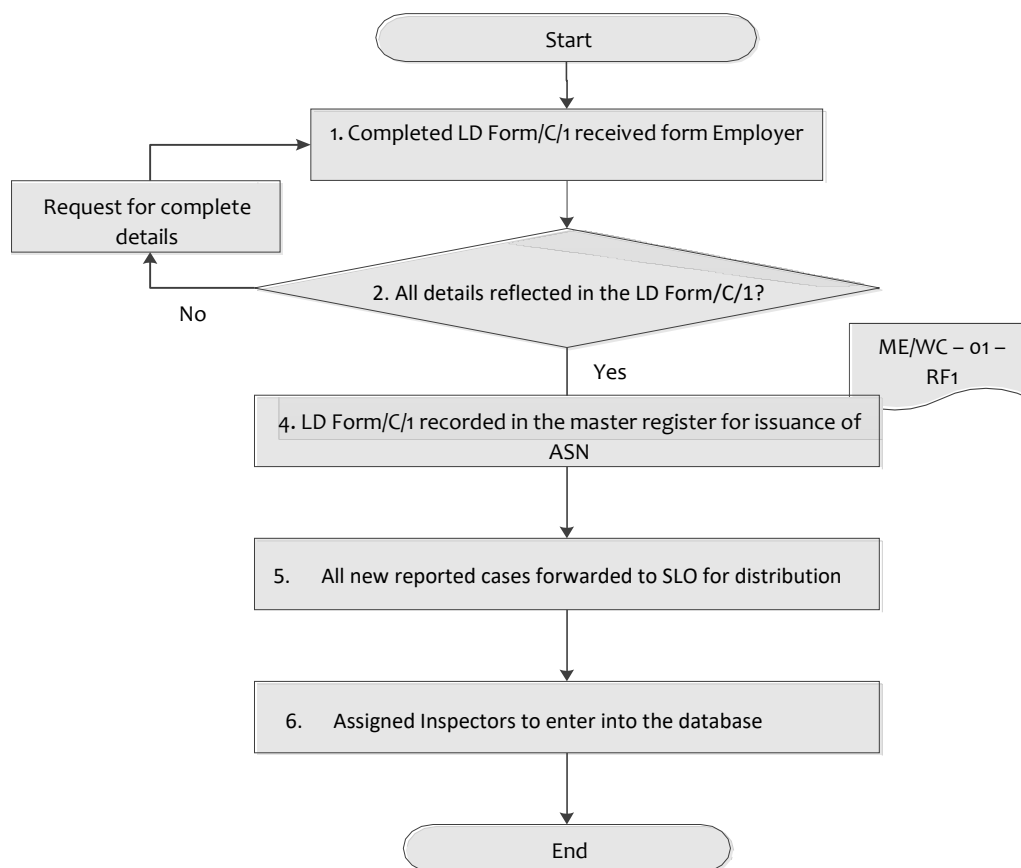 Start
1. Completed LD Form/C/1 received form Employer
Request for complete
details
2. All details reflected in the LD Form/C/1?
No
ME/WC – 01 –
RF1
Yes
4. LD Form/C/1 recorded in the master register for issuance of
ASN
5. All new reported cases forwarded to SLO for distribution
6. Assigned Inspectors to enter into the database
End